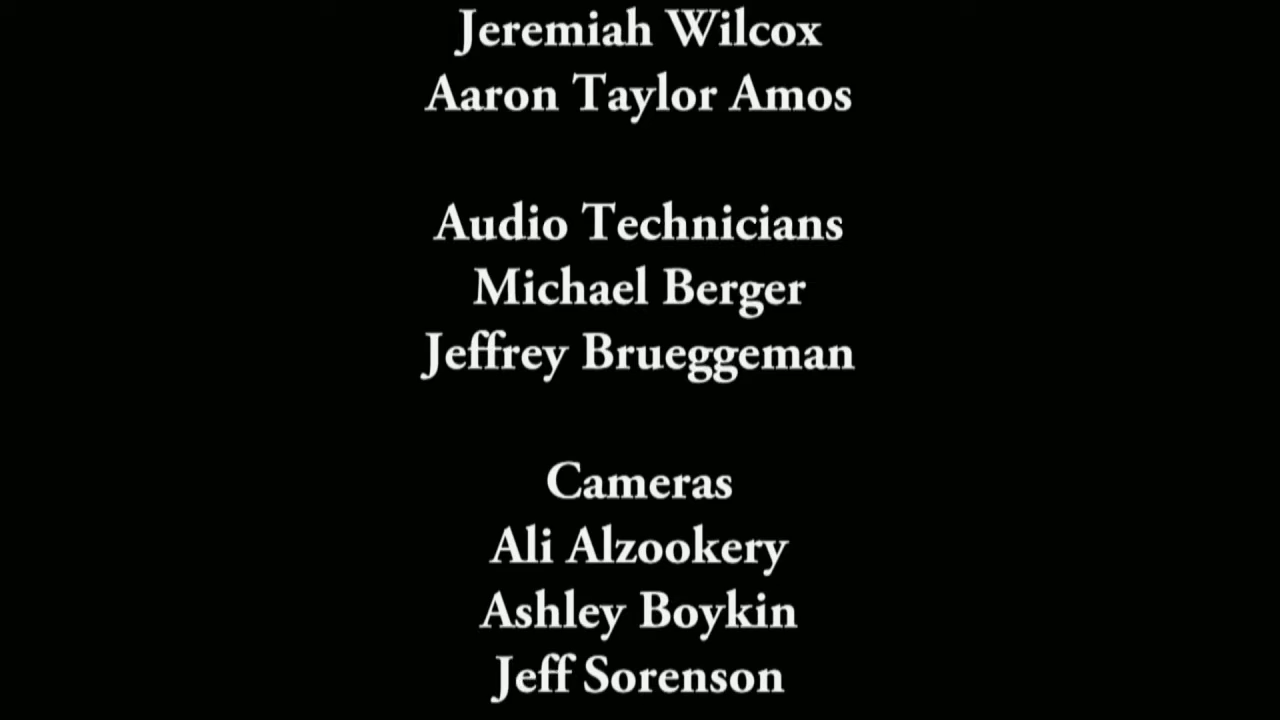 Jeremiah Wilcox
Aaron Taylor Amos
Audio Technicians
Michael Berger
Jeffrey Brueggeman
Cameras
Ali Alzookery
Ashley Boykin
Jeff Sorenson